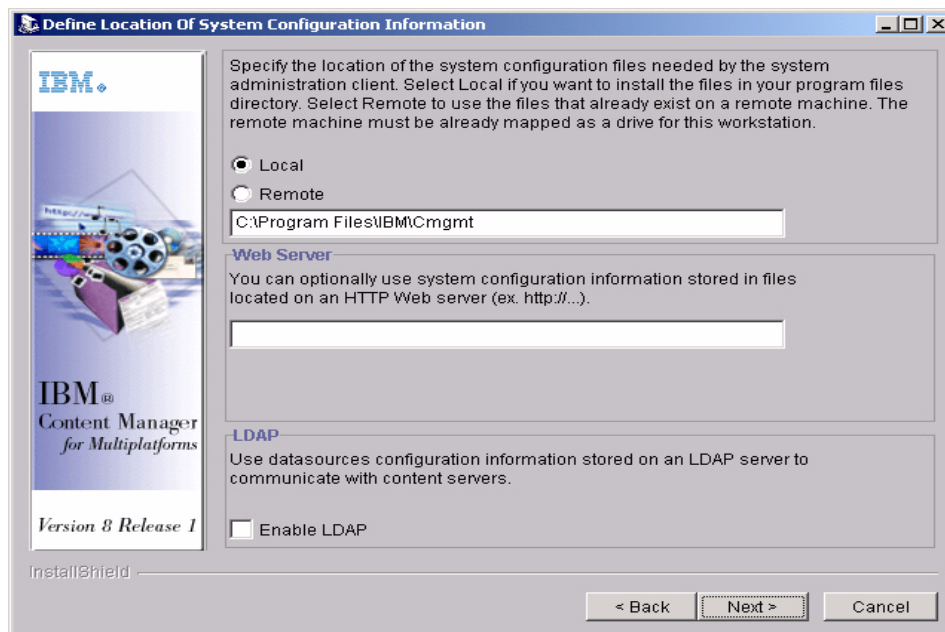 Define Location Of System Configuration Information
IBM®
Specify the location of the system configuration files needed by the system
administration client. Select Local if you want to install the files in your program files
directory. Select Remote to use the files that already exist on a remote machine. The
remote machine must be already mapped as a drive for this workstation.
Local
Remote
C:\Program Files\IBM\Cmgmt
http://
Web Server
You can optionally use system configuration information stored in files
located on an HTTP Web server (ex. http://...).
IBM®
Content Manager
for Multiplatforms
Version 8 Release 1
LDAP
Use datasources configuration information stored on an LDAP server to
communicate with content servers.
Enable LDAP
InstallShield
< Back
Next >
Cancel